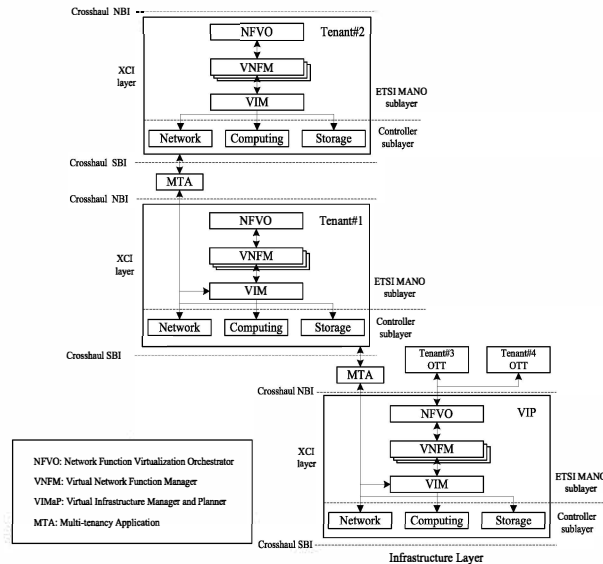 Crosshaul NBI
NFVO
Tenant#2
XCI
layer
VNFM
ETSI MANO
sublayer
VIM
Controller
sublayer
Network
Computing
Storage
Crosshaul SBI
MTA
Crosshaul NBI
NFVO
Tenant#1
XCI
layer
VNFM
ETSI MANO
sublayer
VIM
Controller
sublayer
Network
Computing
Storage
Crosshaul SBI
MTA
Tenant#3
OTT
Tenant#4
OTT
Crosshaul NBI
NFVO
VIP
XCI
layer
VNFM
ETSI MANO
sublayer
VIM
Controller
sublayer
Network
Computing
Storage
Crosshaul SBI
Infrastructure Layer
NFVO: Network Function Virtualization Orchestrator
VNFM: Virtual Network Function Manager
VIMaP: Virtual Infrastructure Manager and Planner
MTA: Multi-tenancy Application